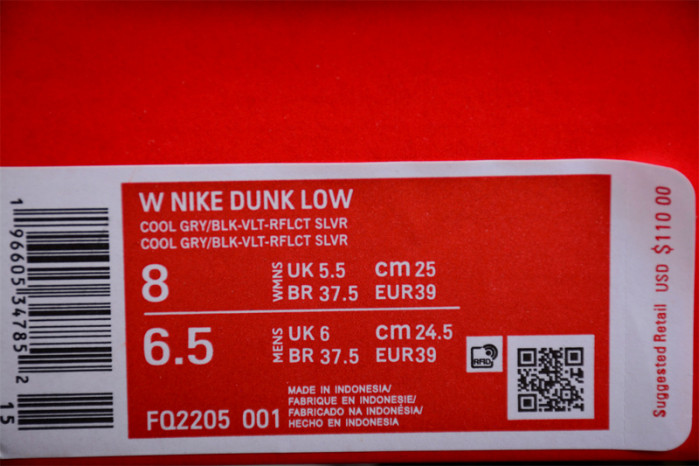 W NIKE DUNK LOW
COOL GRY/BLK-VLT-RFLCT SLVR
COOL GRY/BLK-VLT-RFLCT SLVR
8 WMNS UK 5.5 cm 25
BR 37.5 EUR39
6.5 MENS UK 6 cm 24.5
BR 37.5 EUR39
RFID
MADE IN INDONESIA/
FABRIQUE EN INDONESIE/
FABRICADO NA INDONÉSIA/
HECHO EN INDONESIA
FQ2205 001
Suggested Retail USD $110 00
1 96605 34785 2
15